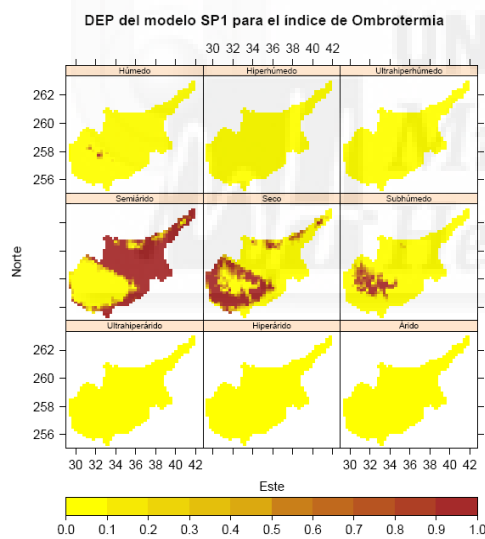 DEP del modelo SP1 para el índice de Ombrotermia
30 32 34 36 38 40 42
Húmedo Hiperhúmedo Ultrahiperhúmedo
262
260
258
256
Semiárido Seco Subhúmedo
Norte
Ultrahiperárido Hiperárido Árido
262
260
258
256
30 32 34 36 38 40 42 30 32 34 36 38 40 42
Este
0.0 0.1 0.2 0.3 0.4 0.5 0.6 0.7 0.8 0.9 1.0